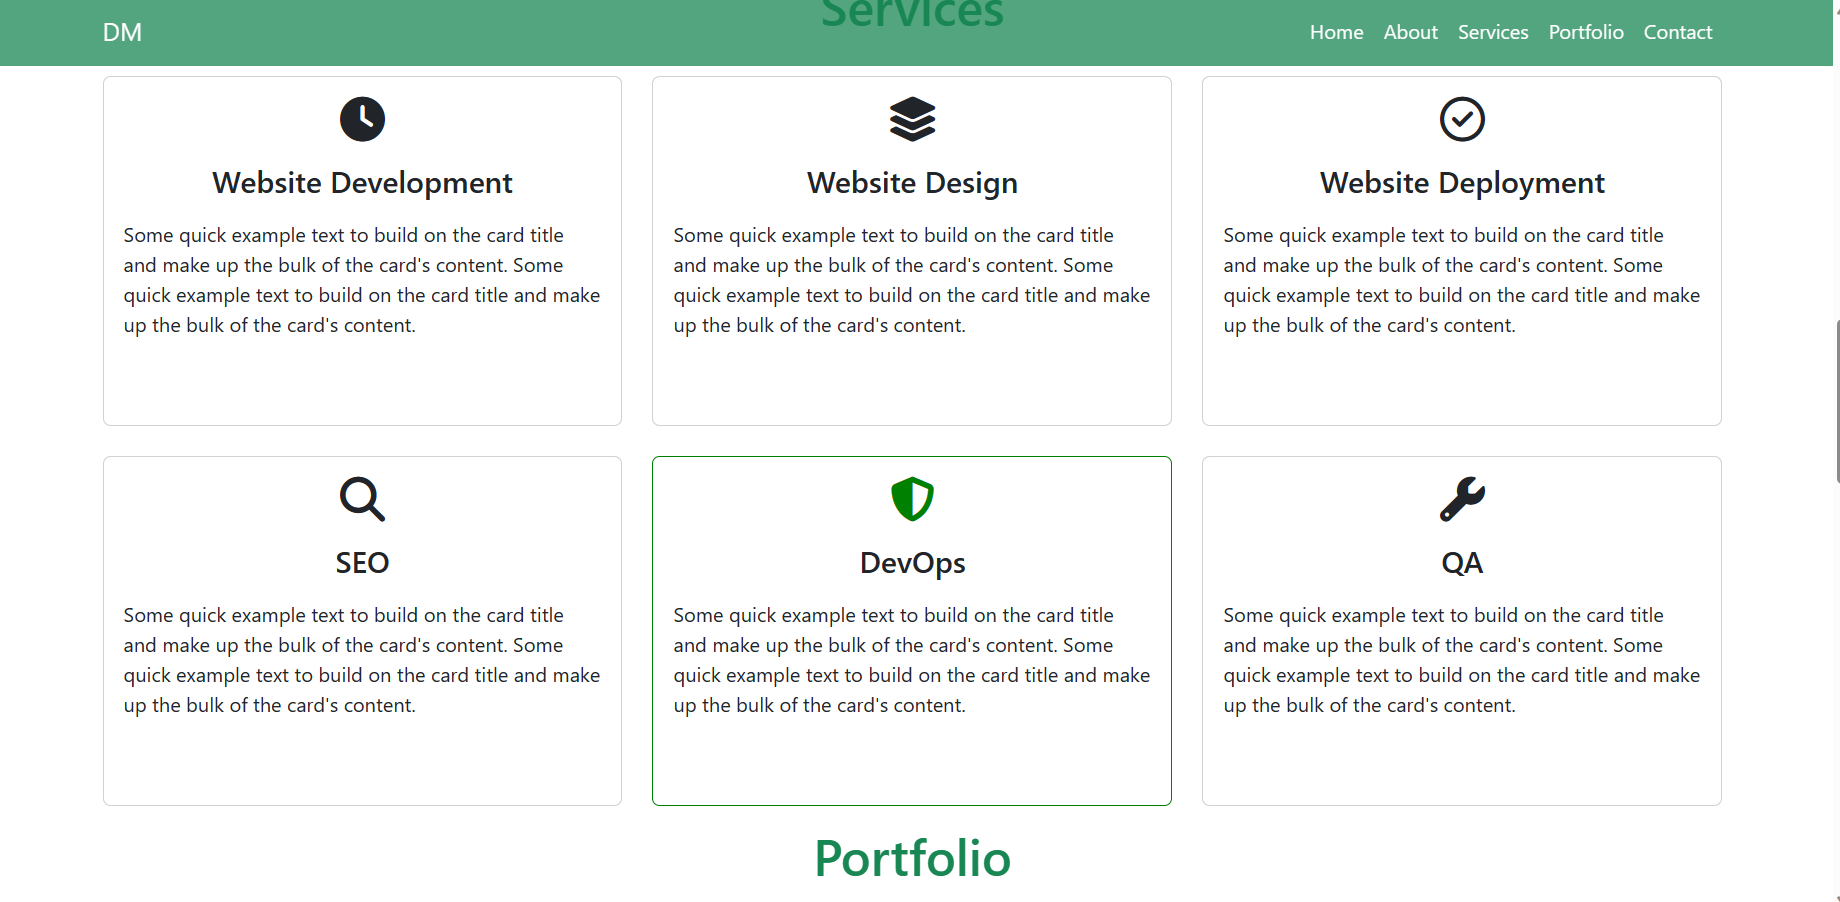 Services
DM
Home About Services Portfolio Contact
Website Development
Some quick example text to build on the card title
and make up the bulk of the card's content. Some
quick example text to build on the card title and make
up the bulk of the card's content.
Website Design
Some quick example text to build on the card title
and make up the bulk of the card's content. Some
quick example text to build on the card title and make
up the bulk of the card's content.
Website Deployment
Some quick example text to build on the card title
and make up the bulk of the card's content. Some
quick example text to build on the card title and make
up the bulk of the card's content.
SEO
Some quick example text to build on the card title
and make up the bulk of the card's content. Some
quick example text to build on the card title and make
up the bulk of the card's content.
DevOps
Some quick example text to build on the card title
and make up the bulk of the card's content. Some
quick example text to build on the card title and make
up the bulk of the card's content.
QA
Some quick example text to build on the card title
and make up the bulk of the card's content. Some
quick example text to build on the card title and make
up the bulk of the card's content.
Portfolio